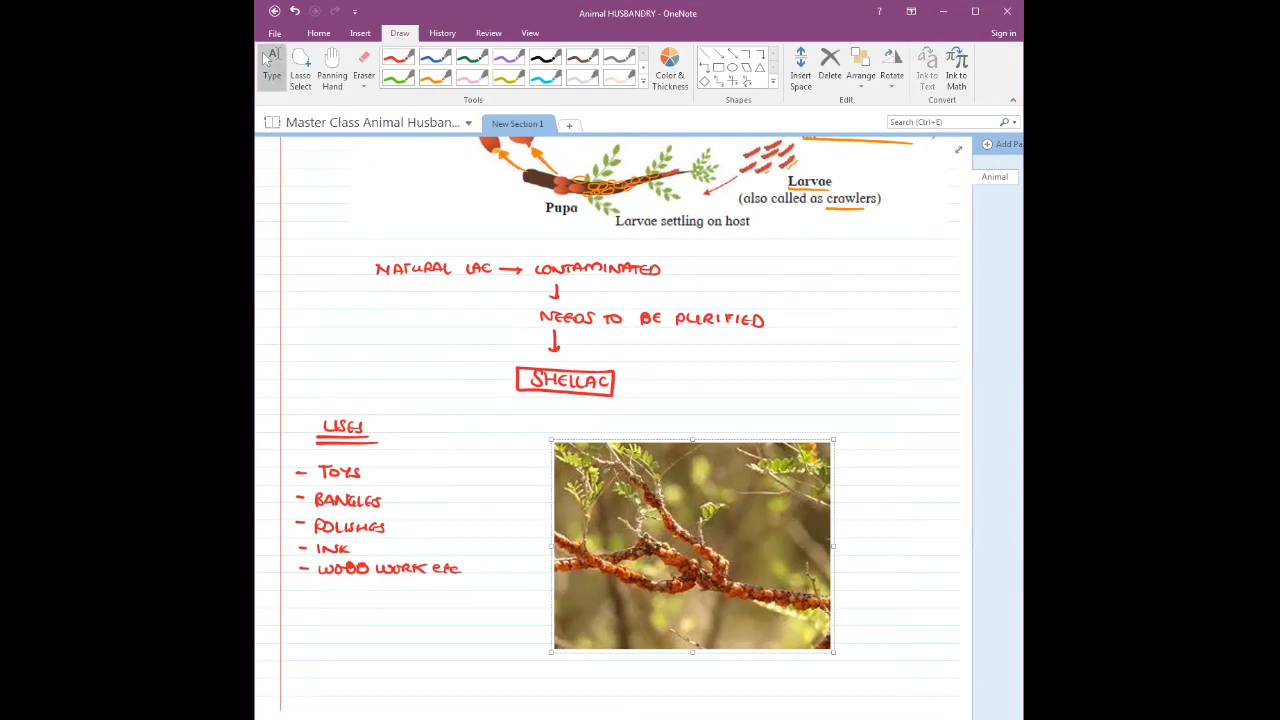 Animal HUSBANDRY - OneNote
?
File Home Insert Draw History Review View Sign in
Type
Lasso Select
Panning Hand
Eraser
Color & Thickness
Insert Space
Delete
Arrange
Rotate
Ink to Text
Ink to Math
Tools Shapes Edit Convert
Master Class Animal Husban... New Section 1 + Search (Ctrl+E)
Add Pa
Animal
Larvae
(also called as crawlers)
Pupa
Larvae settling on host
NATURAL LAC → CONTAMINATED
↓
NEEDS TO BE PURIFIED
↓
SHELLAC
USES
- TOYS
- BANGLES
- POLISHES
- INK
- WOOD WORK etc